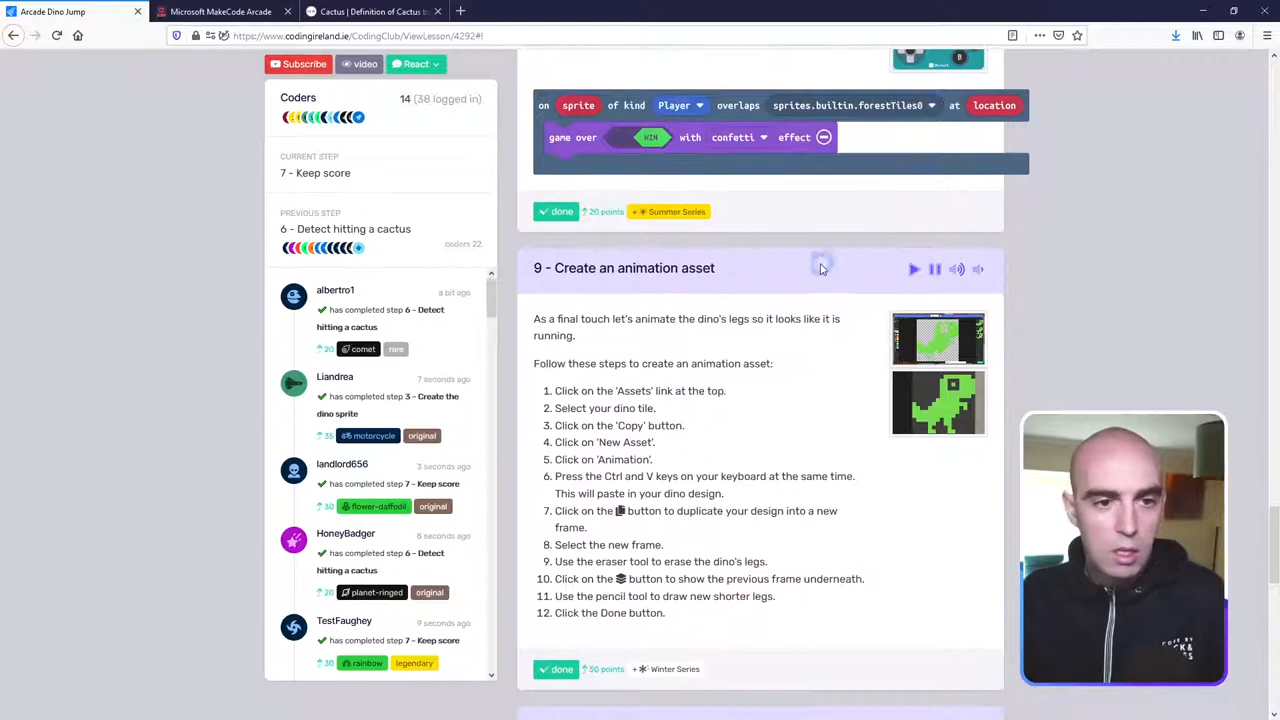 Arcade Dino Jump
Microsoft MakeCode Arcade
Cactus | Definition of Cactus by
https://www.codingireland.ie/CodingClub/ViewLesson/4292#!
Subscribe
video
React
Coders
14 (38 logged in)
CURRENT STEP
7 - Keep score
PREVIOUS STEP
6 - Detect hitting a cactus
coders 22
albertro1
a bit ago
has completed step 6 - Detect
hitting a cactus
20 comet rare
Liandrea
7 seconds ago
has completed step 3 - Create the
dino sprite
35 motorcycle original
landlord656
3 seconds ago
has completed step 7 - Keep score
30 flower-daffodil original
HoneyBadger
8 seconds ago
has completed step 6 - Detect
hitting a cactus
20 planet-ringed original
TestFaughey
9 seconds ago
has completed step 7 - Keep score
30 rainbow legendary
on sprite of kind Player overlaps sprites.builtin.forestTiles0 at location
game over WIN with confetti effect
done 20 points + Summer Series
9 - Create an animation asset
As a final touch let's animate the dino's legs so it looks like it is
running.
Follow these steps to create an animation asset:
1. Click on the 'Assets' link at the top.
2. Select your dino tile.
3. Click on the 'Copy' button.
4. Click on 'New Asset'.
5. Click on 'Animation'.
6. Press the Ctrl and V keys on your keyboard at the same time.
This will paste in your dino design.
7. Click on the button to duplicate your design into a new
frame.
8. Select the new frame.
9. Use the eraser tool to erase the dino's legs.
10. Click on the button to show the previous frame underneath.
11. Use the pencil tool to draw new shorter legs.
12. Click the Done button.
done 50 points + Winter Series